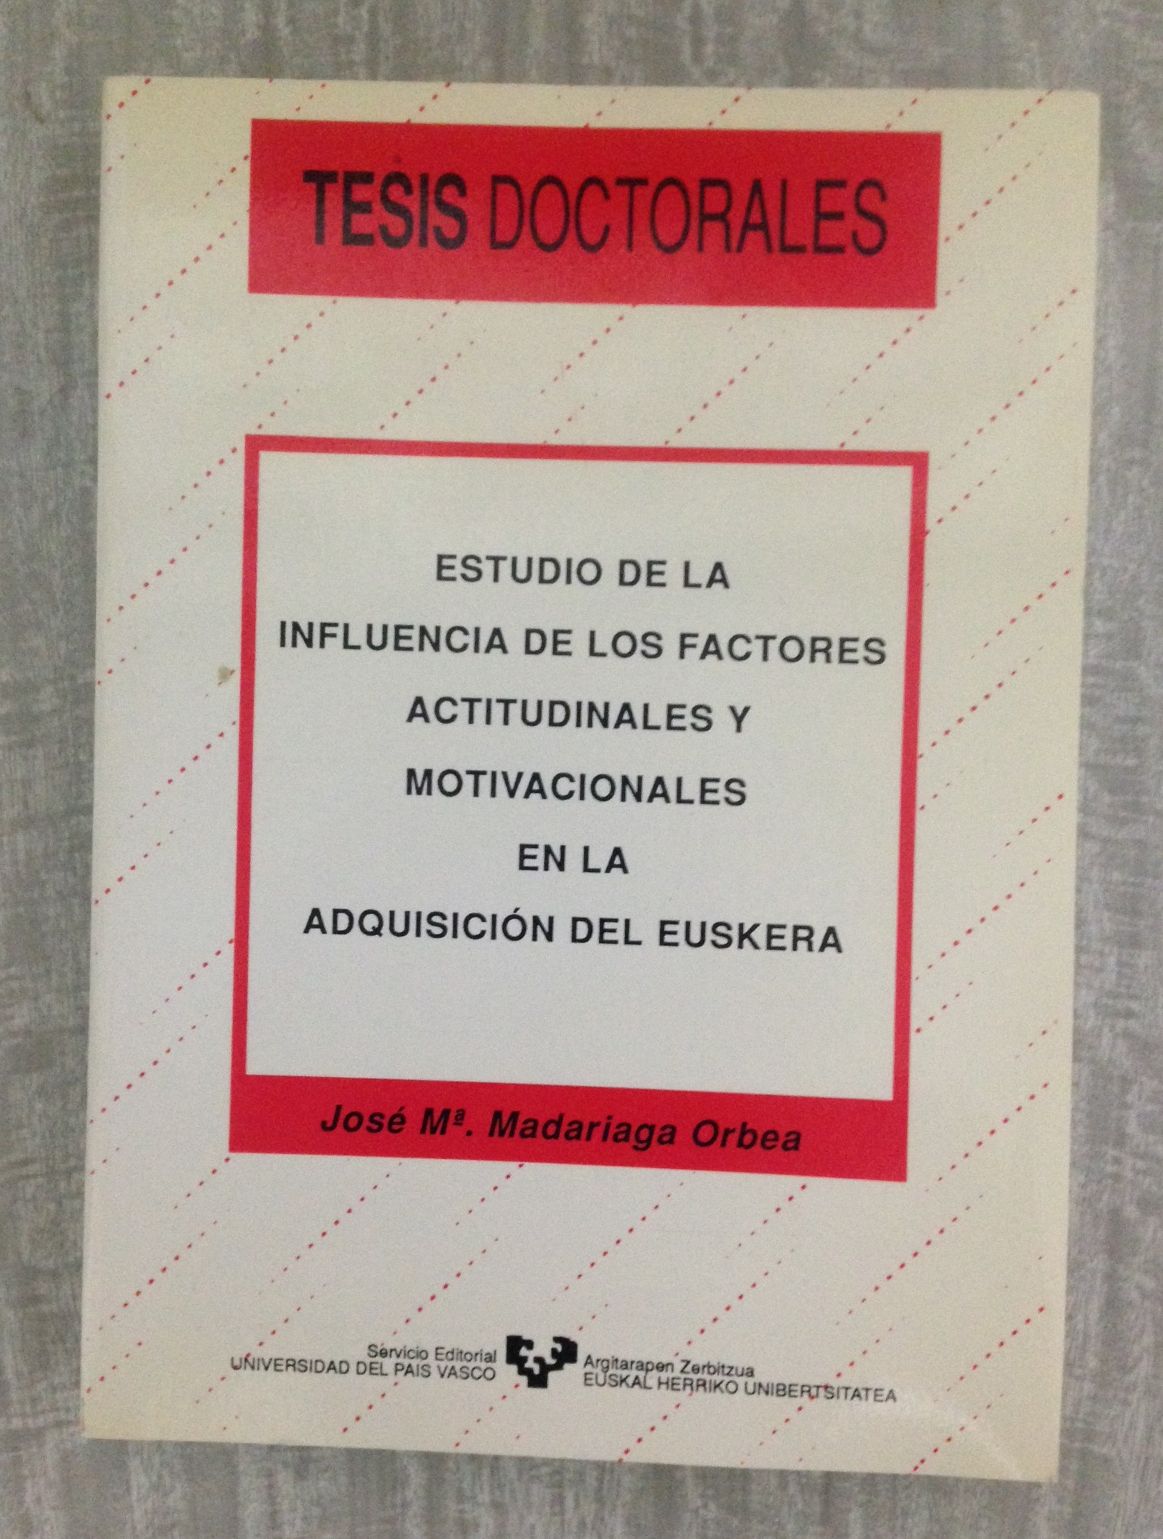 TESIS DOCTORALES
ESTUDIO DE LA
INFLUENCIA DE LOS FACTORES
ACTITUDINALES Y
MOTIVACIONALES
EN LA
ADQUISICIÓN DEL EUSKERA
José Mª. Madariaga Orbea
Servicio Editorial
UNIVERSIDAD DEL PAIS VASCO
Argitarapen Zerbitzua
EUSKAL HERRIKO UNIBERTSITATEA